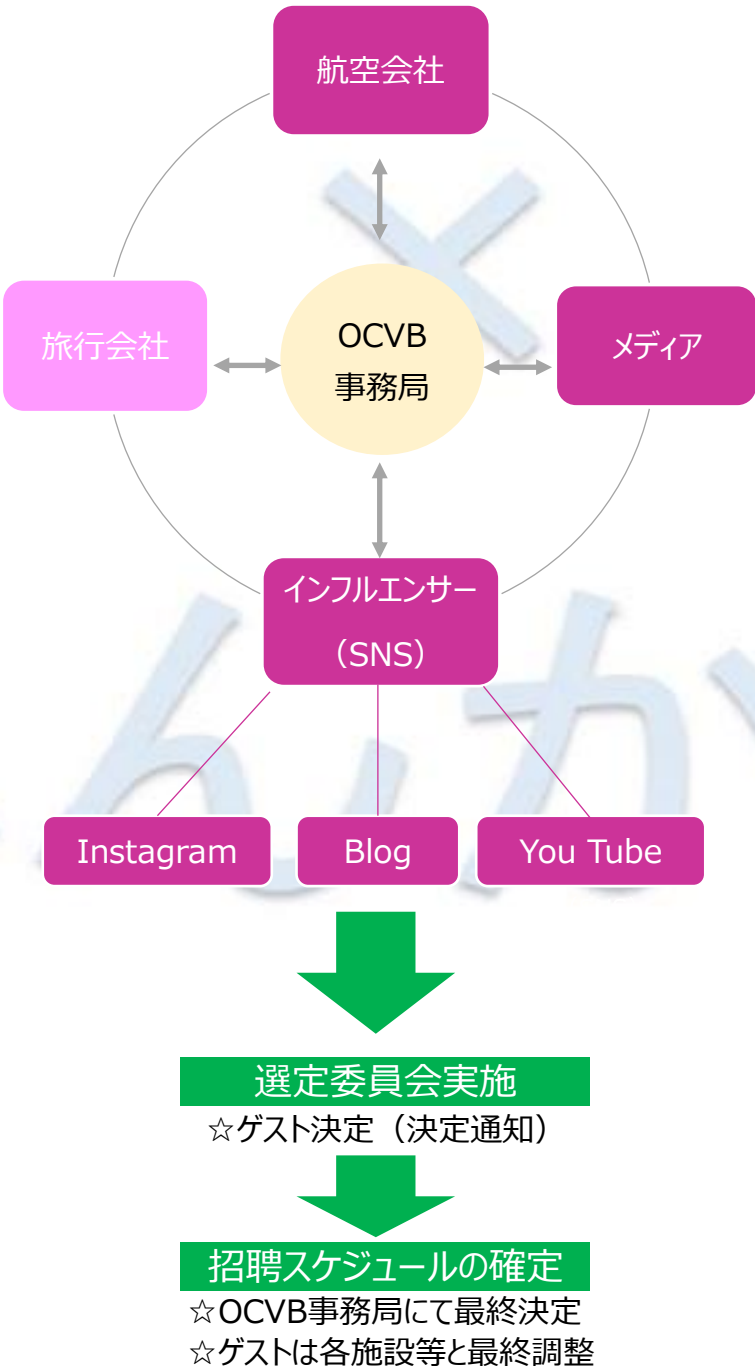 航空会社
旅行会社
OCVB
事務局
メディア
インフルエンサー
（SNS）
Instagram
Blog
You Tube
選定委員会実施
☆ゲスト決定（決定通知）
招聘スケジュールの確定
☆OCVB事務局にて最終決定
☆ゲストは各施設等と最終調整